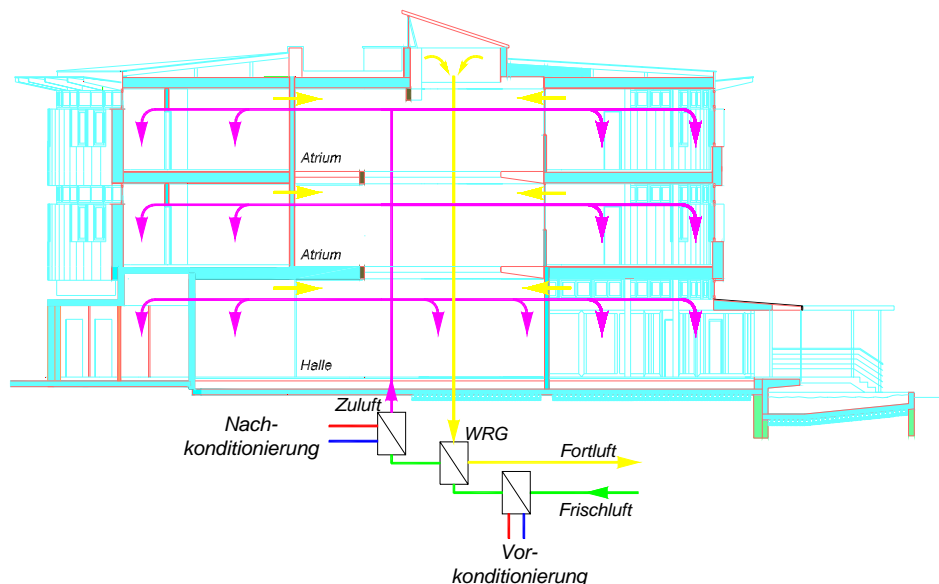 Atrium
Atrium
Halle
Zuluft
Nach-
konditionierung
WRG
Fortluft
Frischluft
Vor-
konditionierung